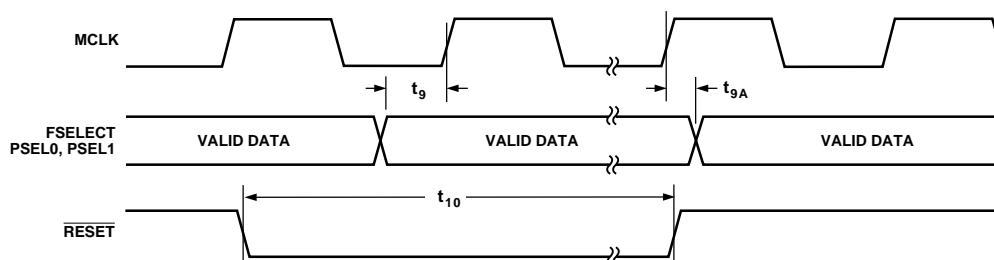 MCLK
t9
t9A
FSELECT
PSEL0, PSEL1
VALID DATA
VALID DATA
VALID DATA
t10
RESET